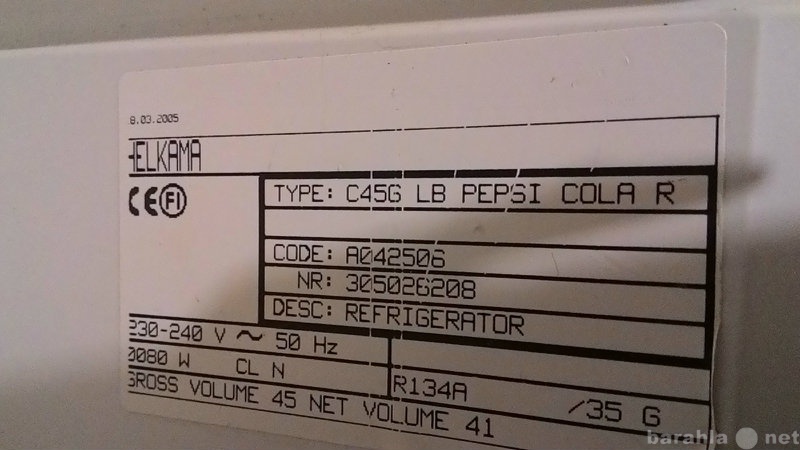 8.03.2005
HELKAMA
CE FI
TYPE: C45G LB PEPSI COLA R
CODE: A042506
NR: 305026208
DESC: REFRIGERATOR
230-240 V ~ 50 Hz
0080 W CL N
R134A /35 G
GROSS VOLUME 45 NET VOLUME 41
barahla.net